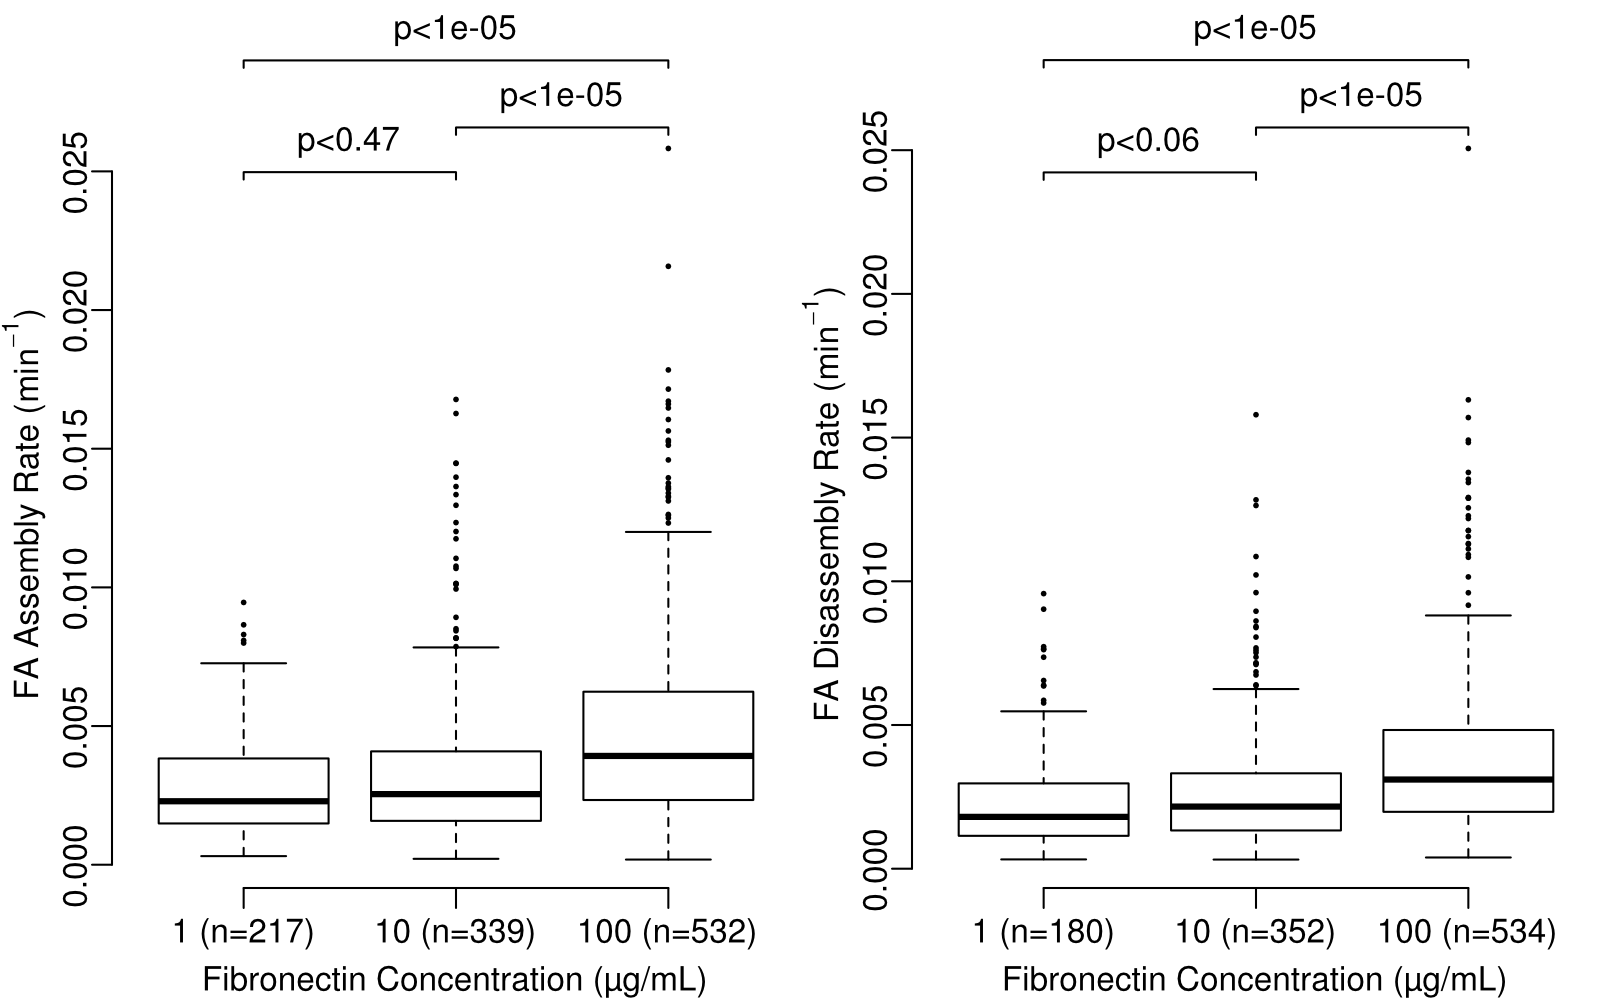 p<1e-05
p<1e-05
p<0.47
FA Assembly Rate (min⁻¹)
0.025
0.020
0.015
0.010
0.005
0.000
1 (n=217)
10 (n=339)
100 (n=532)
Fibronectin Concentration (µg/mL)
p<1e-05
p<1e-05
p<0.06
FA Disassembly Rate (min⁻¹)
0.025
0.020
0.015
0.010
0.005
0.000
1 (n=180)
10 (n=352)
100 (n=534)
Fibronectin Concentration (µg/mL)